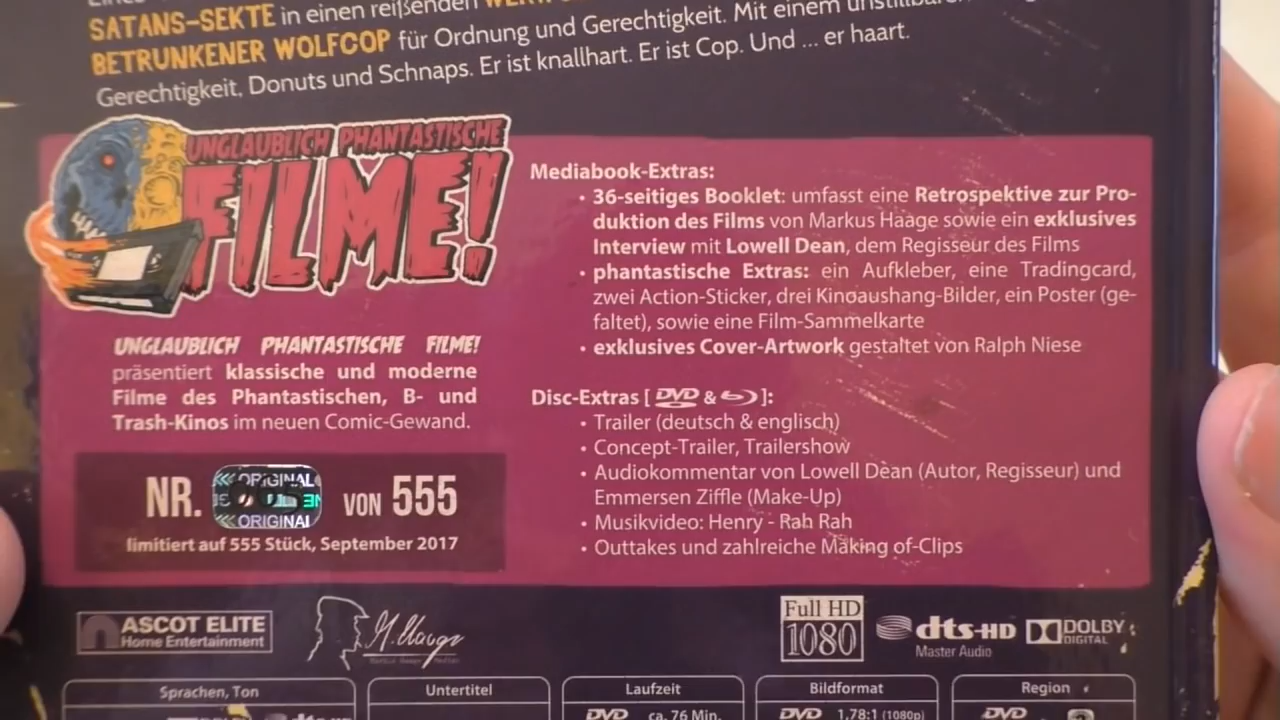 SATANS-SEKTE in einen reißenden
BETRUNKENER WOLFCOP für Ordnung und Gerechtigkeit. Mit einem
Gerechtigkeit, Donuts und Schnaps. Er ist knallhart. Er ist Cop. Und ... er haart.
UNGLAUBLICH PHANTASTISCHE
FILME!
UNGLAUBLICH PHANTASTISCHE FILME!
präsentiert klassische und moderne
Filme des Phantastischen, B- und
Trash-Kinos im neuen Comic-Gewand.
NR. VON 555
ORIGINAL
ORIGINAL
limitiert auf 555 Stück, September 2017
Mediabook-Extras:
• 36-seitiges Booklet: umfasst eine Retrospektive zur Pro-
duktion des Films von Markus Haage sowie ein exklusives
Interview mit Lowell Dean, dem Regisseur des Films
• phantastische Extras: ein Aufkleber, eine Tradingcard,
zwei Action-Sticker, drei Kinoaushang-Bilder, ein Poster (ge-
faltet), sowie eine Film-Sammelkarte
• exklusives Cover-Artwork gestaltet von Ralph Niese
Disc-Extras [ DVD & ]:
• Trailer (deutsch & englisch)
• Concept-Trailer, Trailershow
• Audiokommentar von Lowell Dean (Autor, Regisseur) und
Emmersen Ziffle (Make-Up)
• Musikvideo: Henry - Rah Rah
• Outtakes und zahlreiche Making of-Clips
ASCOT ELITE
Home Entertainment
M. Haage
Full HD
1080
dts-HD
Master Audio
DOLBY
DIGITAL
Sprachen, Ton
Untertitel
Laufzeit
Bildformat
Region
DVD ca. 76 Min.
DVD 1,78:1 (1080p)
DVD